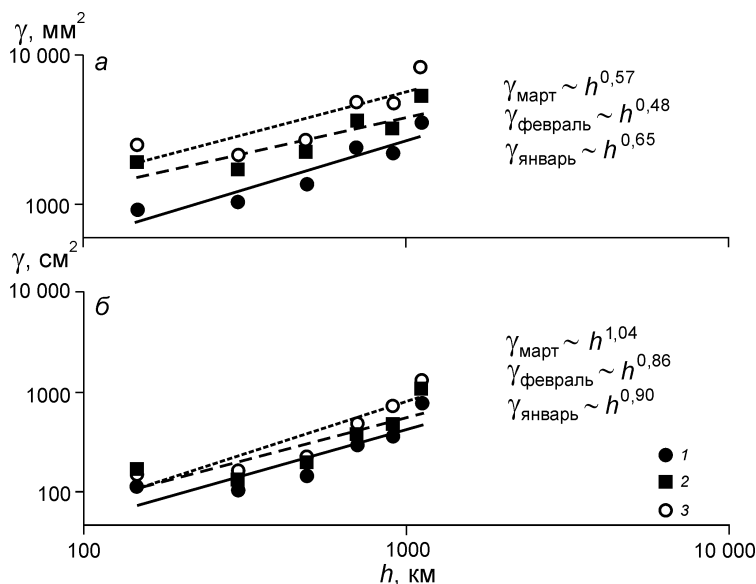 γ, мм²
10 000
а
γмарт ~ h^0,57
γфевраль ~ h^0,48
γянварь ~ h^0,65
1000
γ, см²
10 000
б
γмарт ~ h^1,04
γфевраль ~ h^0,86
γянварь ~ h^0,90
1000
1
2
100
3
100
1000
10 000
h, км